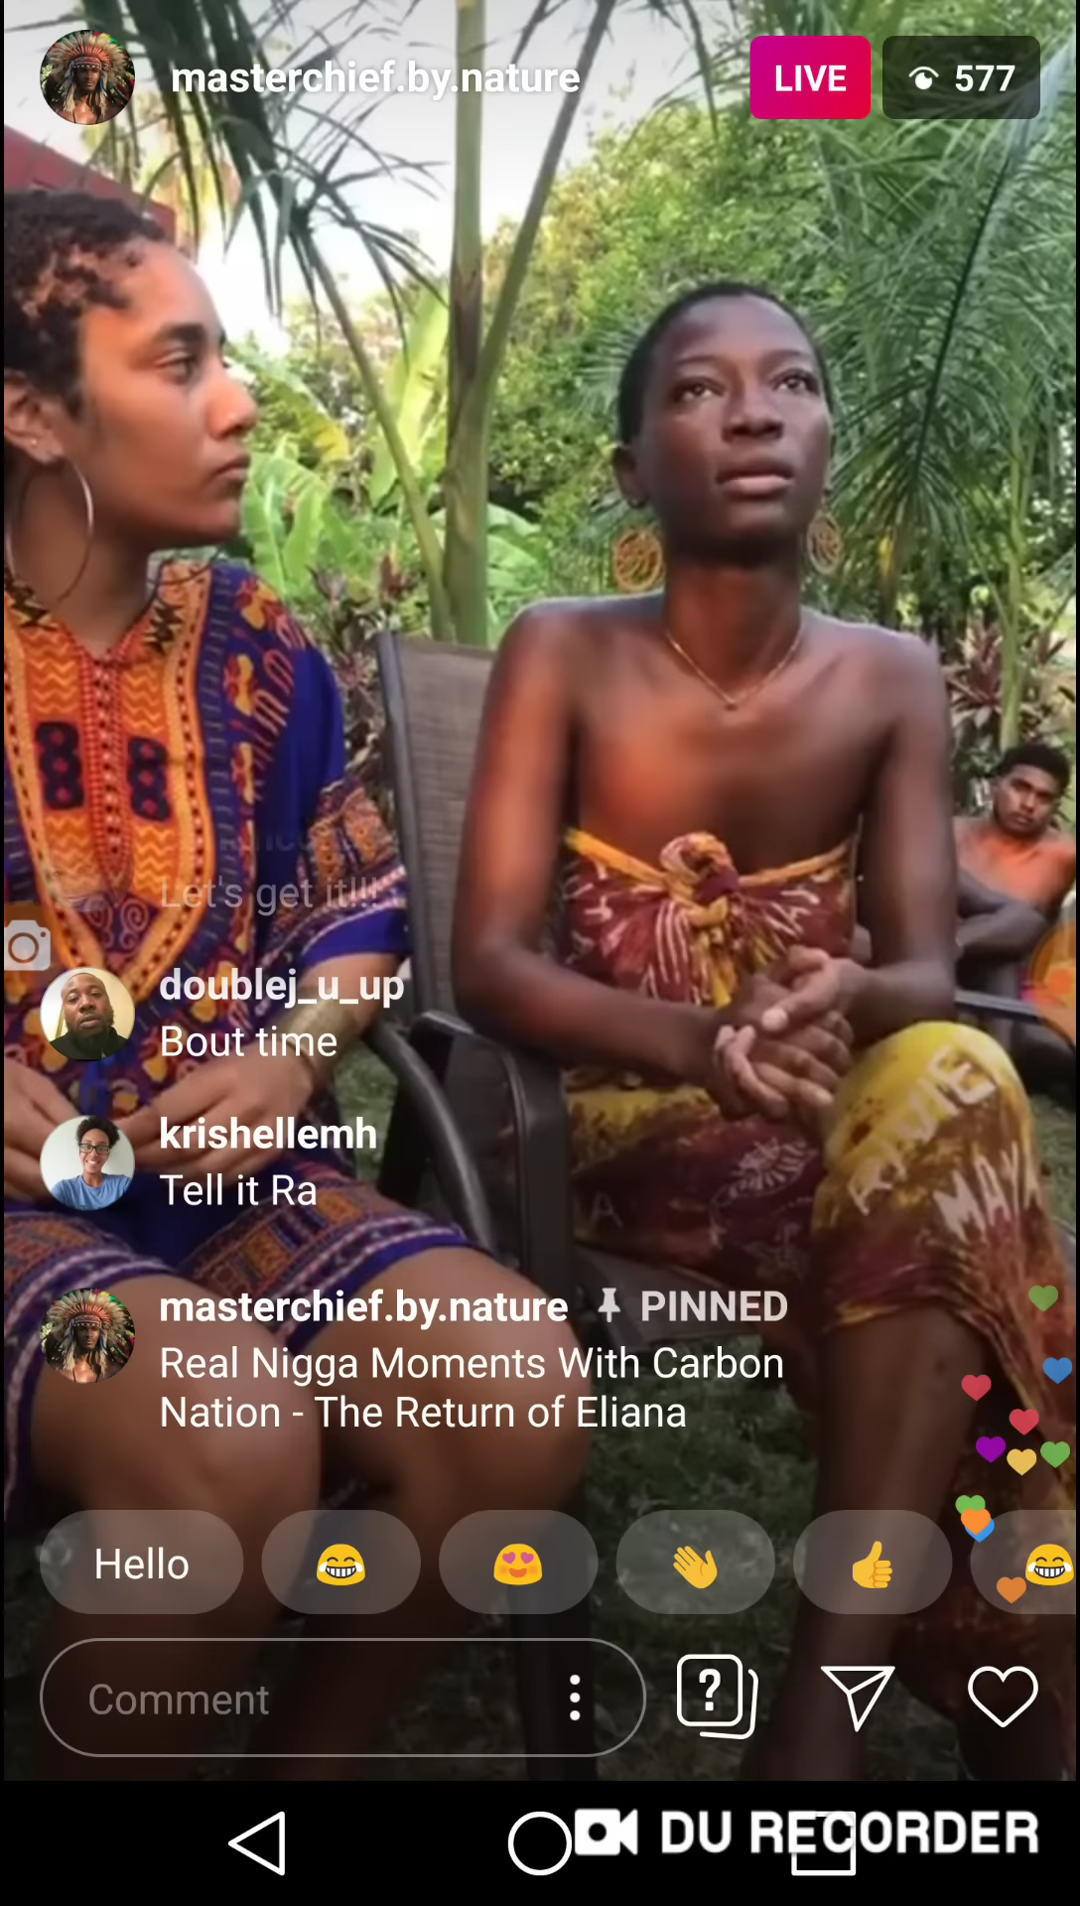 masterchief.by.nature
LIVE
577
Let's get it!!!
doublej_u_up
Bout time
krishellemh
Tell it Ra
masterchief.by.nature PINNED
Real Nigga Moments With Carbon
Nation - The Return of Eliana
Hello
Comment
?
DU RECORDER